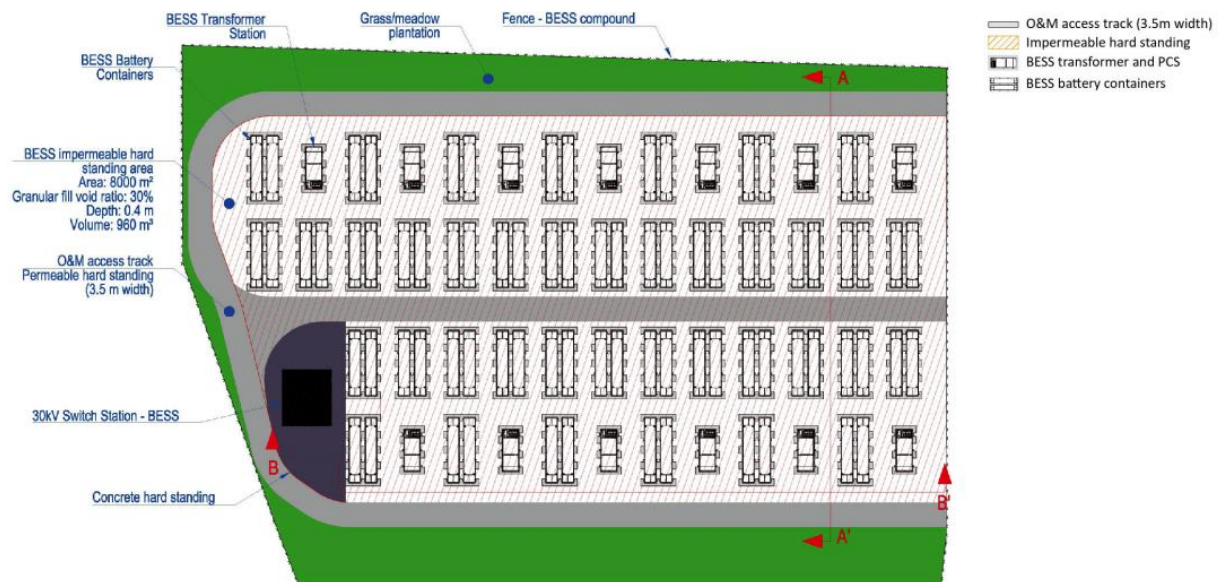 BESS Transformer
Station
Grass/meadow
plantation
Fence - BESS compound
BESS Battery
Containers
BESS impermeable hard
standing area
Area: 8000 m²
Granular fill void ratio: 30%
Depth: 0.4 m
Volume: 960 m³
O&M access track
Permeable hard standing
(3.5 m width)
30kV Switch Station - BESS
Concrete hard standing
A
B
B'
A'
O&M access track (3.5m width)
Impermeable hard standing
BESS transformer and PCS
BESS battery containers